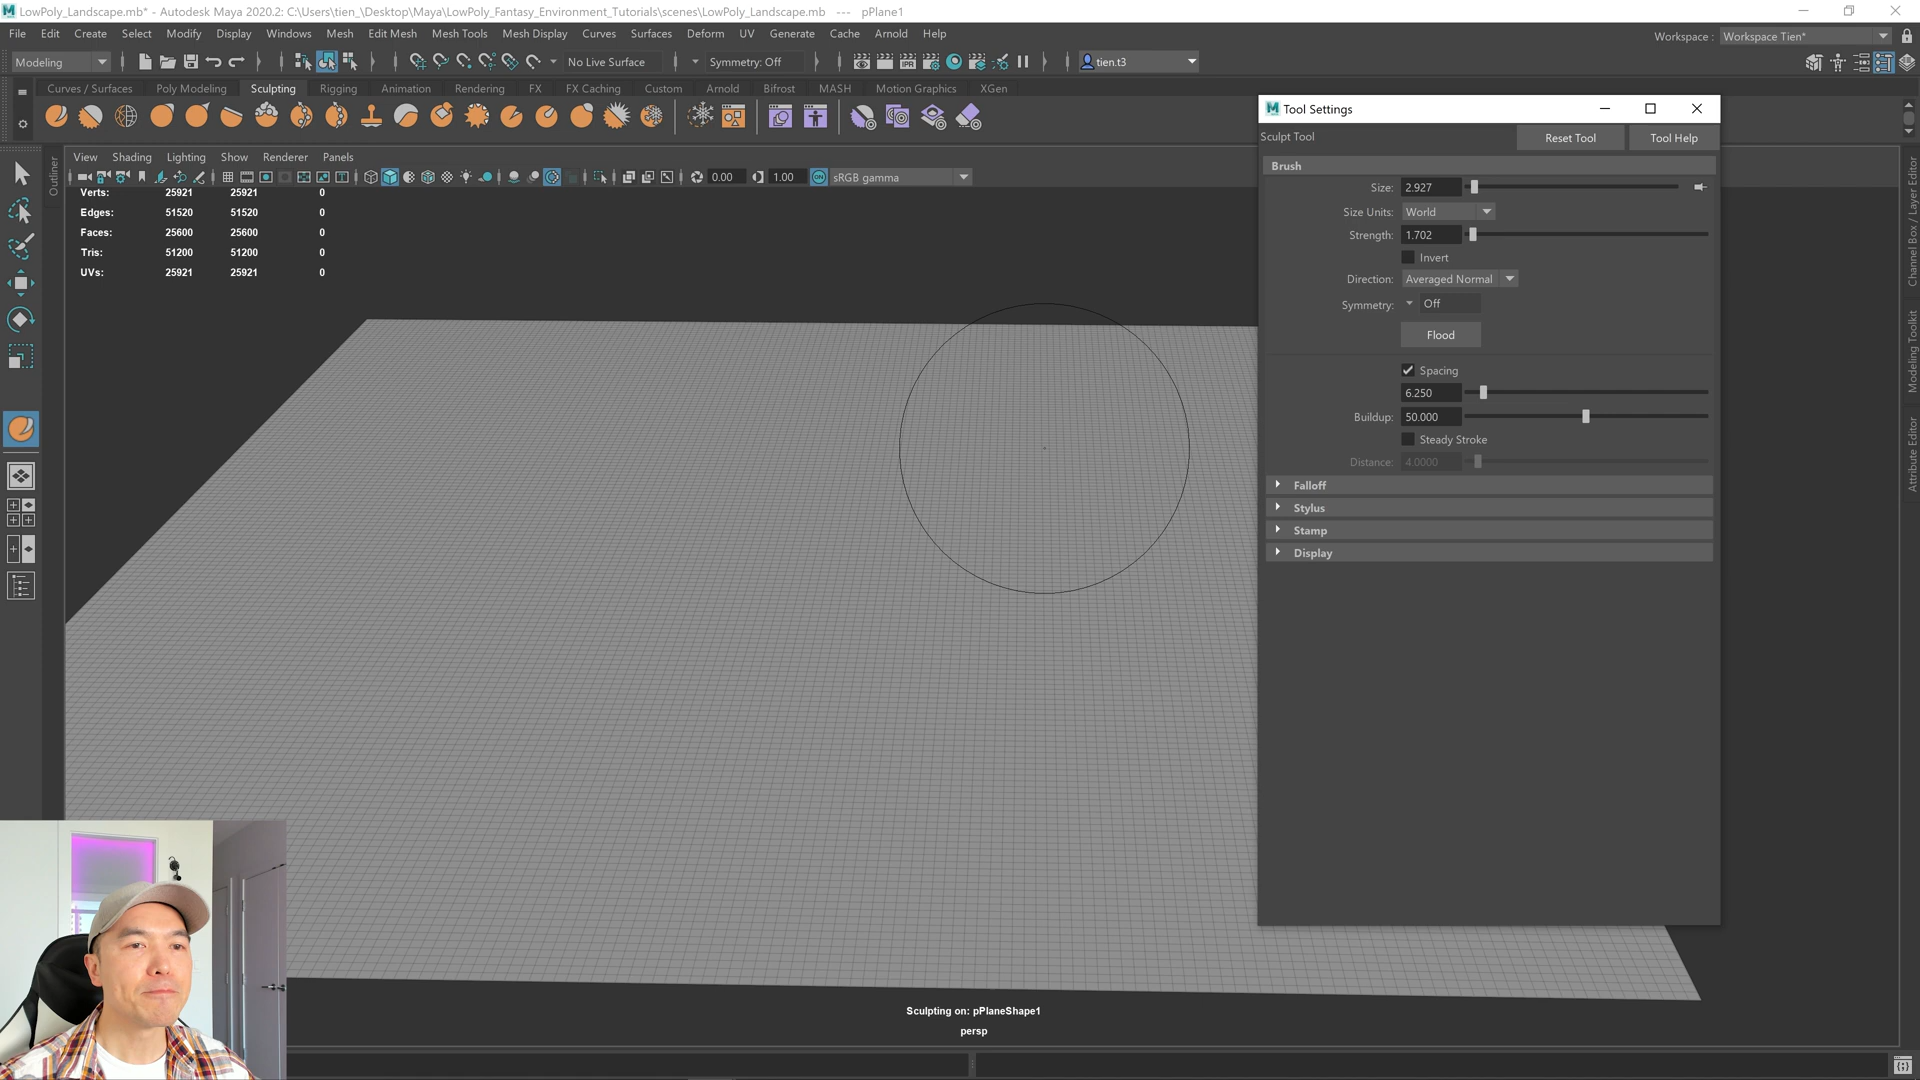 LowPoly_Landscape.mb* - Autodesk Maya 2020.2: C:\Users\tien_\Desktop\Maya\LowPoly_Fantasy_Environment_Tutorials\scenes\LowPoly_Landscape.mb --- pPlane1
File Edit Create Select Modify Display Windows Mesh Edit Mesh Mesh Tools Mesh Display Curves Surfaces Deform UV Generate Cache Arnold Help
Workspace : Workspace Tien*
Modeling No Live Surface Symmetry: Off IPR tien.t3
Curves / Surfaces Poly Modeling Sculpting Rigging Animation Rendering FX FX Caching Custom Arnold Bifrost MASH Motion Graphics XGen
View Shading Lighting Show Renderer Panels
0.00 1.00 ON sRGB gamma
Verts: 25921 25921 0
Edges: 51520 51520 0
Faces: 25600 25600 0
Tris: 51200 51200 0
UVs: 25921 25921 0
Outliner
Tool Settings
Sculpt Tool Reset Tool Tool Help
Brush
Size: 2.927
Size Units: World
Strength: 1.702
Invert
Direction: Averaged Normal
Symmetry: Off
Flood
Spacing
6.250
Buildup: 50.000
Steady Stroke
Distance: 4.0000
Falloff
Stylus
Stamp
Display
Channel Box / Layer Editor
Modeling Toolkit
Attribute Editor
Sculpting on: pPlaneShape1
persp